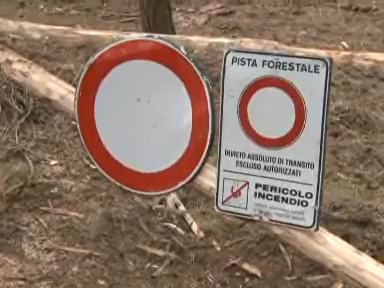 PISTA FORESTALE
DIVIETO ASSOLUTO DI TRANSITO
ESCLUSO AUTORIZZATI
PERICOLO
INCENDIO